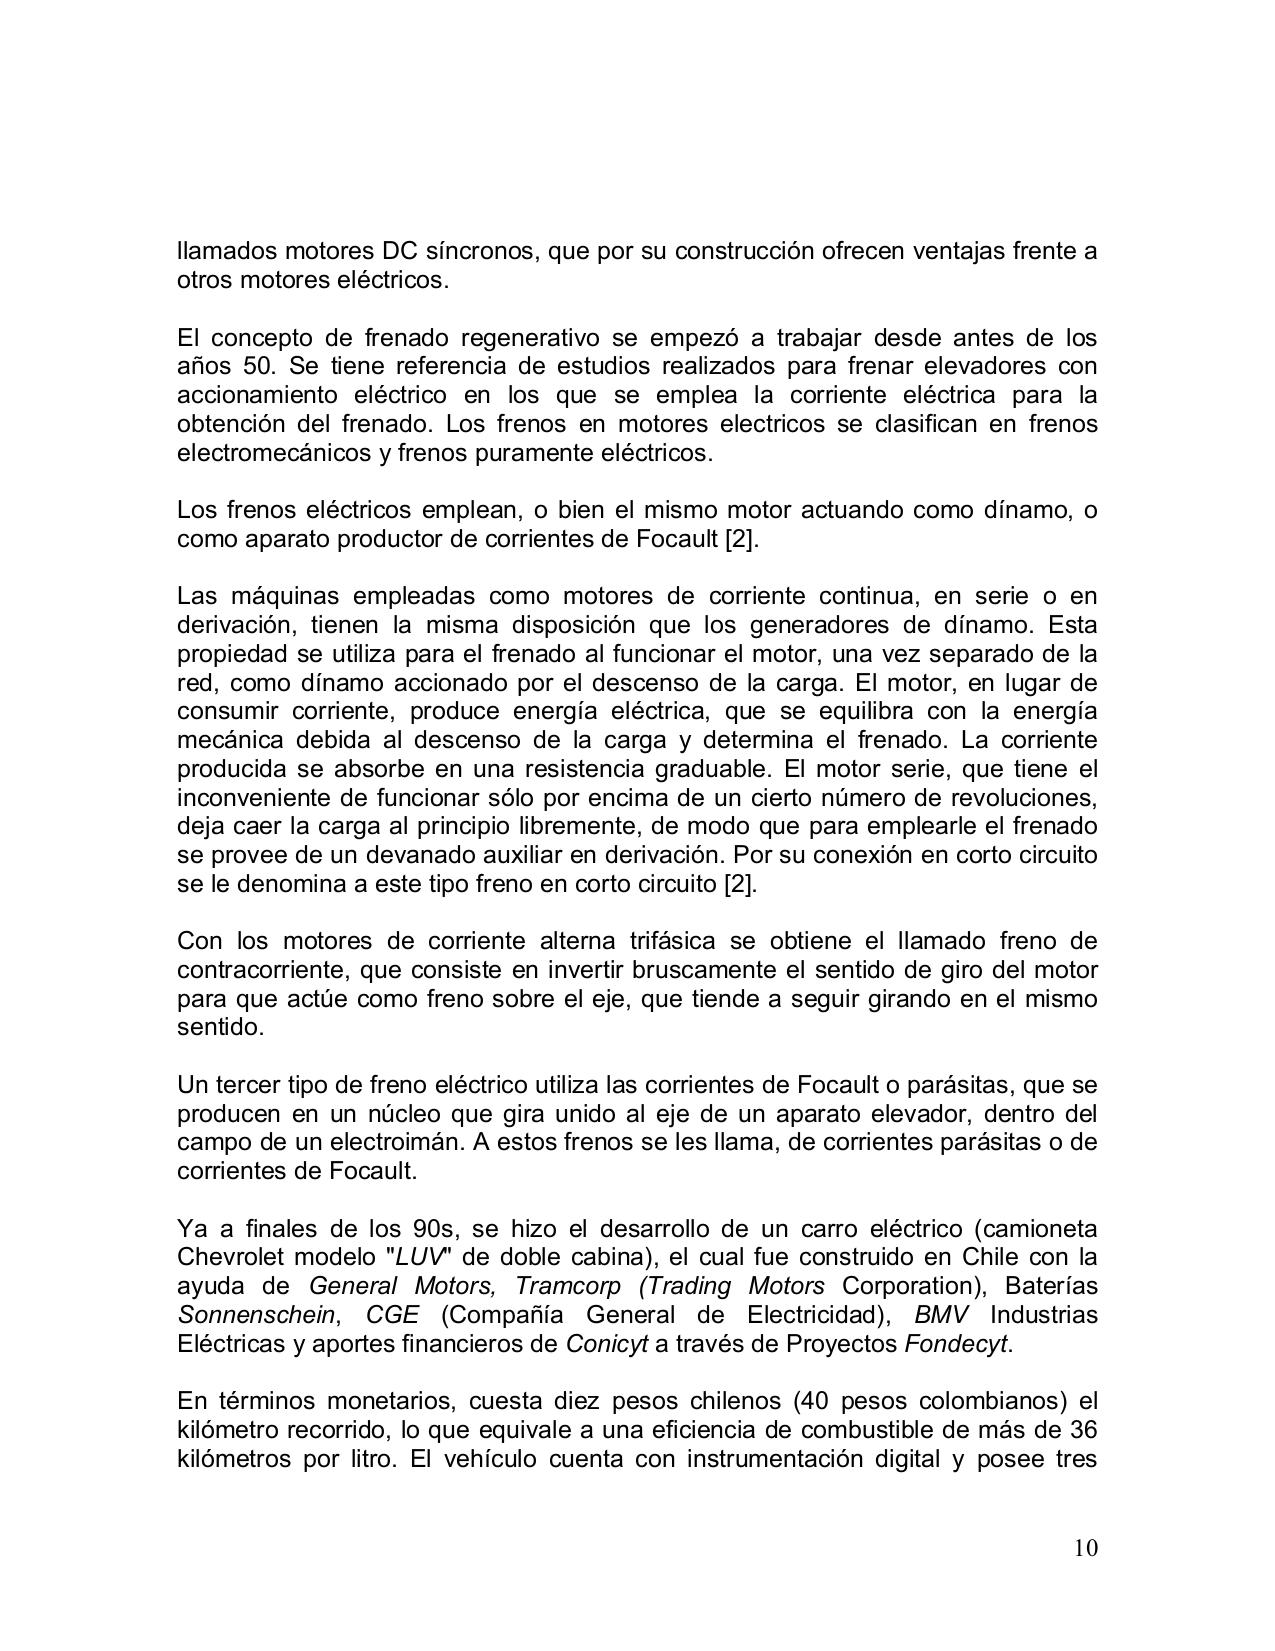 llamados motores DC síncronos, que por su construcción ofrecen ventajas frente a
otros motores eléctricos.
El concepto de frenado regenerativo se empezó a trabajar desde antes de los
años 50. Se tiene referencia de estudios realizados para frenar elevadores con
accionamiento eléctrico en los que se emplea la corriente eléctrica para la
obtención del frenado. Los frenos en motores electricos se clasifican en frenos
electromecánicos y frenos puramente eléctricos.
Los frenos eléctricos emplean, o bien el mismo motor actuando como dínamo, o
como aparato productor de corrientes de Focault [2].
Las máquinas empleadas como motores de corriente continua, en serie o en
derivación, tienen la misma disposición que los generadores de dínamo. Esta
propiedad se utiliza para el frenado al funcionar el motor, una vez separado de la
red, como dínamo accionado por el descenso de la carga. El motor, en lugar de
consumir corriente, produce energía eléctrica, que se equilibra con la energía
mecánica debida al descenso de la carga y determina el frenado. La corriente
producida se absorbe en una resistencia graduable. El motor serie, que tiene el
inconveniente de funcionar sólo por encima de un cierto número de revoluciones,
deja caer la carga al principio libremente, de modo que para emplearle el frenado
se provee de un devanado auxiliar en derivación. Por su conexión en corto circuito
se le denomina a este tipo freno en corto circuito [2].
Con los motores de corriente alterna trifásica se obtiene el llamado freno de
contracorriente, que consiste en invertir bruscamente el sentido de giro del motor
para que actúe como freno sobre el eje, que tiende a seguir girando en el mismo
sentido.
Un tercer tipo de freno eléctrico utiliza las corrientes de Focault o parásitas, que se
producen en un núcleo que gira unido al eje de un aparato elevador, dentro del
campo de un electroimán. A estos frenos se les llama, de corrientes parásitas o de
corrientes de Focault.
Ya a finales de los 90s, se hizo el desarrollo de un carro eléctrico (camioneta
Chevrolet modelo "LUV" de doble cabina), el cual fue construido en Chile con la
ayuda de General Motors, Tramcorp (Trading Motors Corporation), Baterías
Sonnenschein, CGE (Compañía General de Electricidad), BMV Industrias
Eléctricas y aportes financieros de Conicyt a través de Proyectos Fondecyt.
En términos monetarios, cuesta diez pesos chilenos (40 pesos colombianos) el
kilómetro recorrido, lo que equivale a una eficiencia de combustible de más de 36
kilómetros por litro. El vehículo cuenta con instrumentación digital y posee tres
10